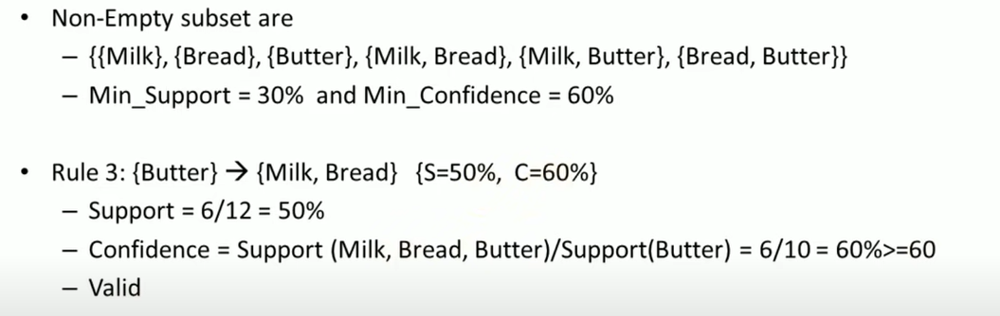 • Non-Empty subset are
– {{Milk}, {Bread}, {Butter}, {Milk, Bread}, {Milk, Butter}, {Bread, Butter}}
– Min_Support = 30% and Min_Confidence = 60%
• Rule 3: {Butter} → {Milk, Bread} {S=50%, C=60%}
– Support = 6/12 = 50%
– Confidence = Support (Milk, Bread, Butter)/Support(Butter) = 6/10 = 60%>=60
– Valid